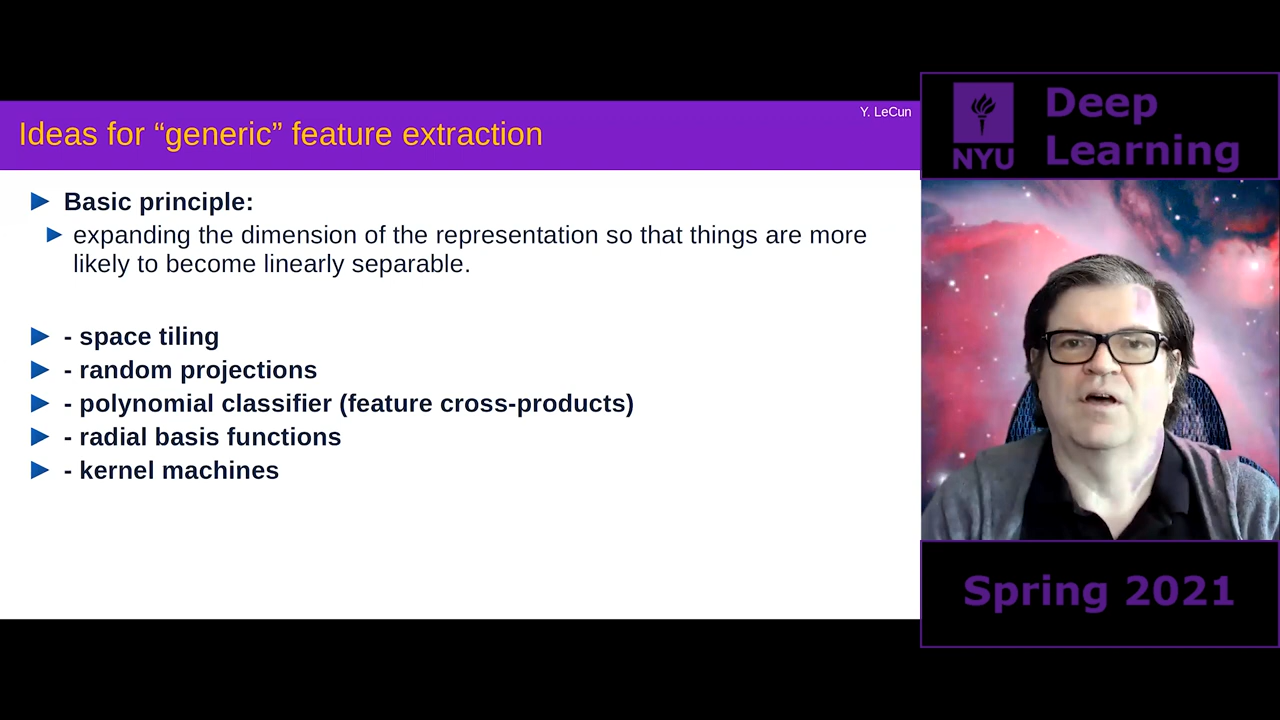 Y. LeCun
Ideas for “generic” feature extraction
Basic principle:
expanding the dimension of the representation so that things are more
likely to become linearly separable.
- space tiling
- random projections
- polynomial classifier (feature cross-products)
- radial basis functions
- kernel machines
NYU
Deep
Learning
Spring 2021